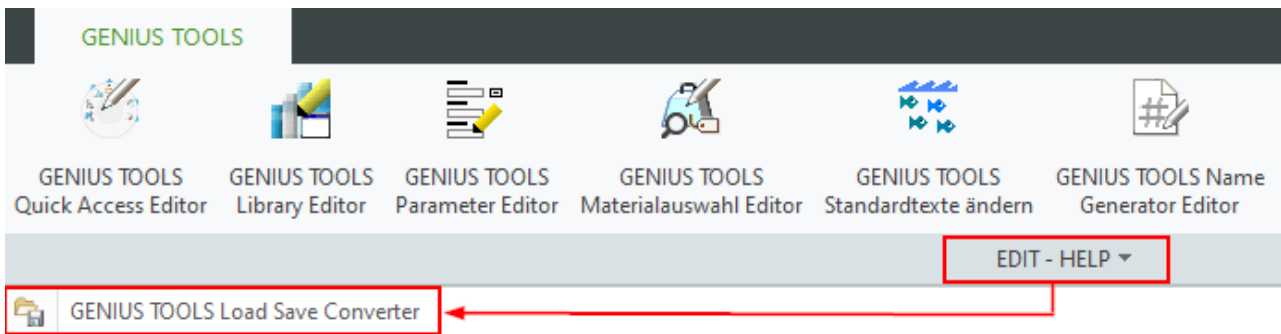 GENIUS TOOLS
GENIUS TOOLS
Quick Access Editor
GENIUS TOOLS
Library Editor
GENIUS TOOLS
Parameter Editor
GENIUS TOOLS
Materialauswahl Editor
GENIUS TOOLS
Standardtexte ändern
GENIUS TOOLS Name
Generator Editor
EDIT - HELP
GENIUS TOOLS Load Save Converter